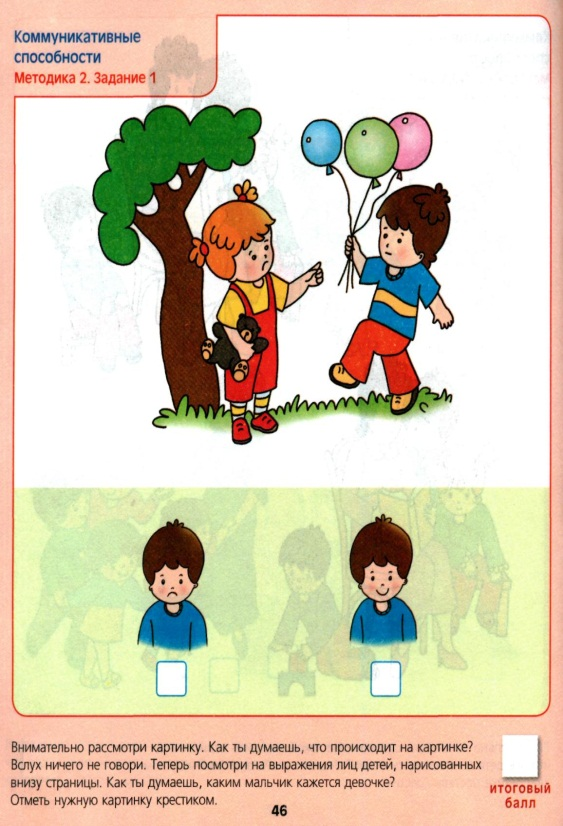 Коммуникативные
способности
Методика 2. Задание 1
Внимательно рассмотри картинку. Как ты думаешь, что происходит на картинке?
Вслух ничего не говори. Теперь посмотри на выражения лиц детей, нарисованных
внизу страницы. Как ты думаешь, каким мальчик кажется девочке?
Отметь нужную картинку крестиком.
итоговый
балл
46